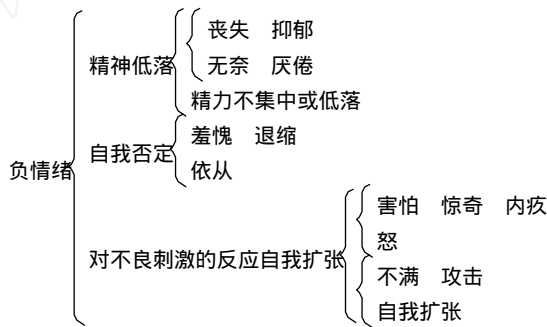 丧失 抑郁
精神低落
无奈 厌倦
精力不集中或低落
羞愧 退缩
自我否定
依从
负情绪
害怕 惊奇 内疚
怒
对不良刺激的反应自我扩张
不满 攻击
自我扩张